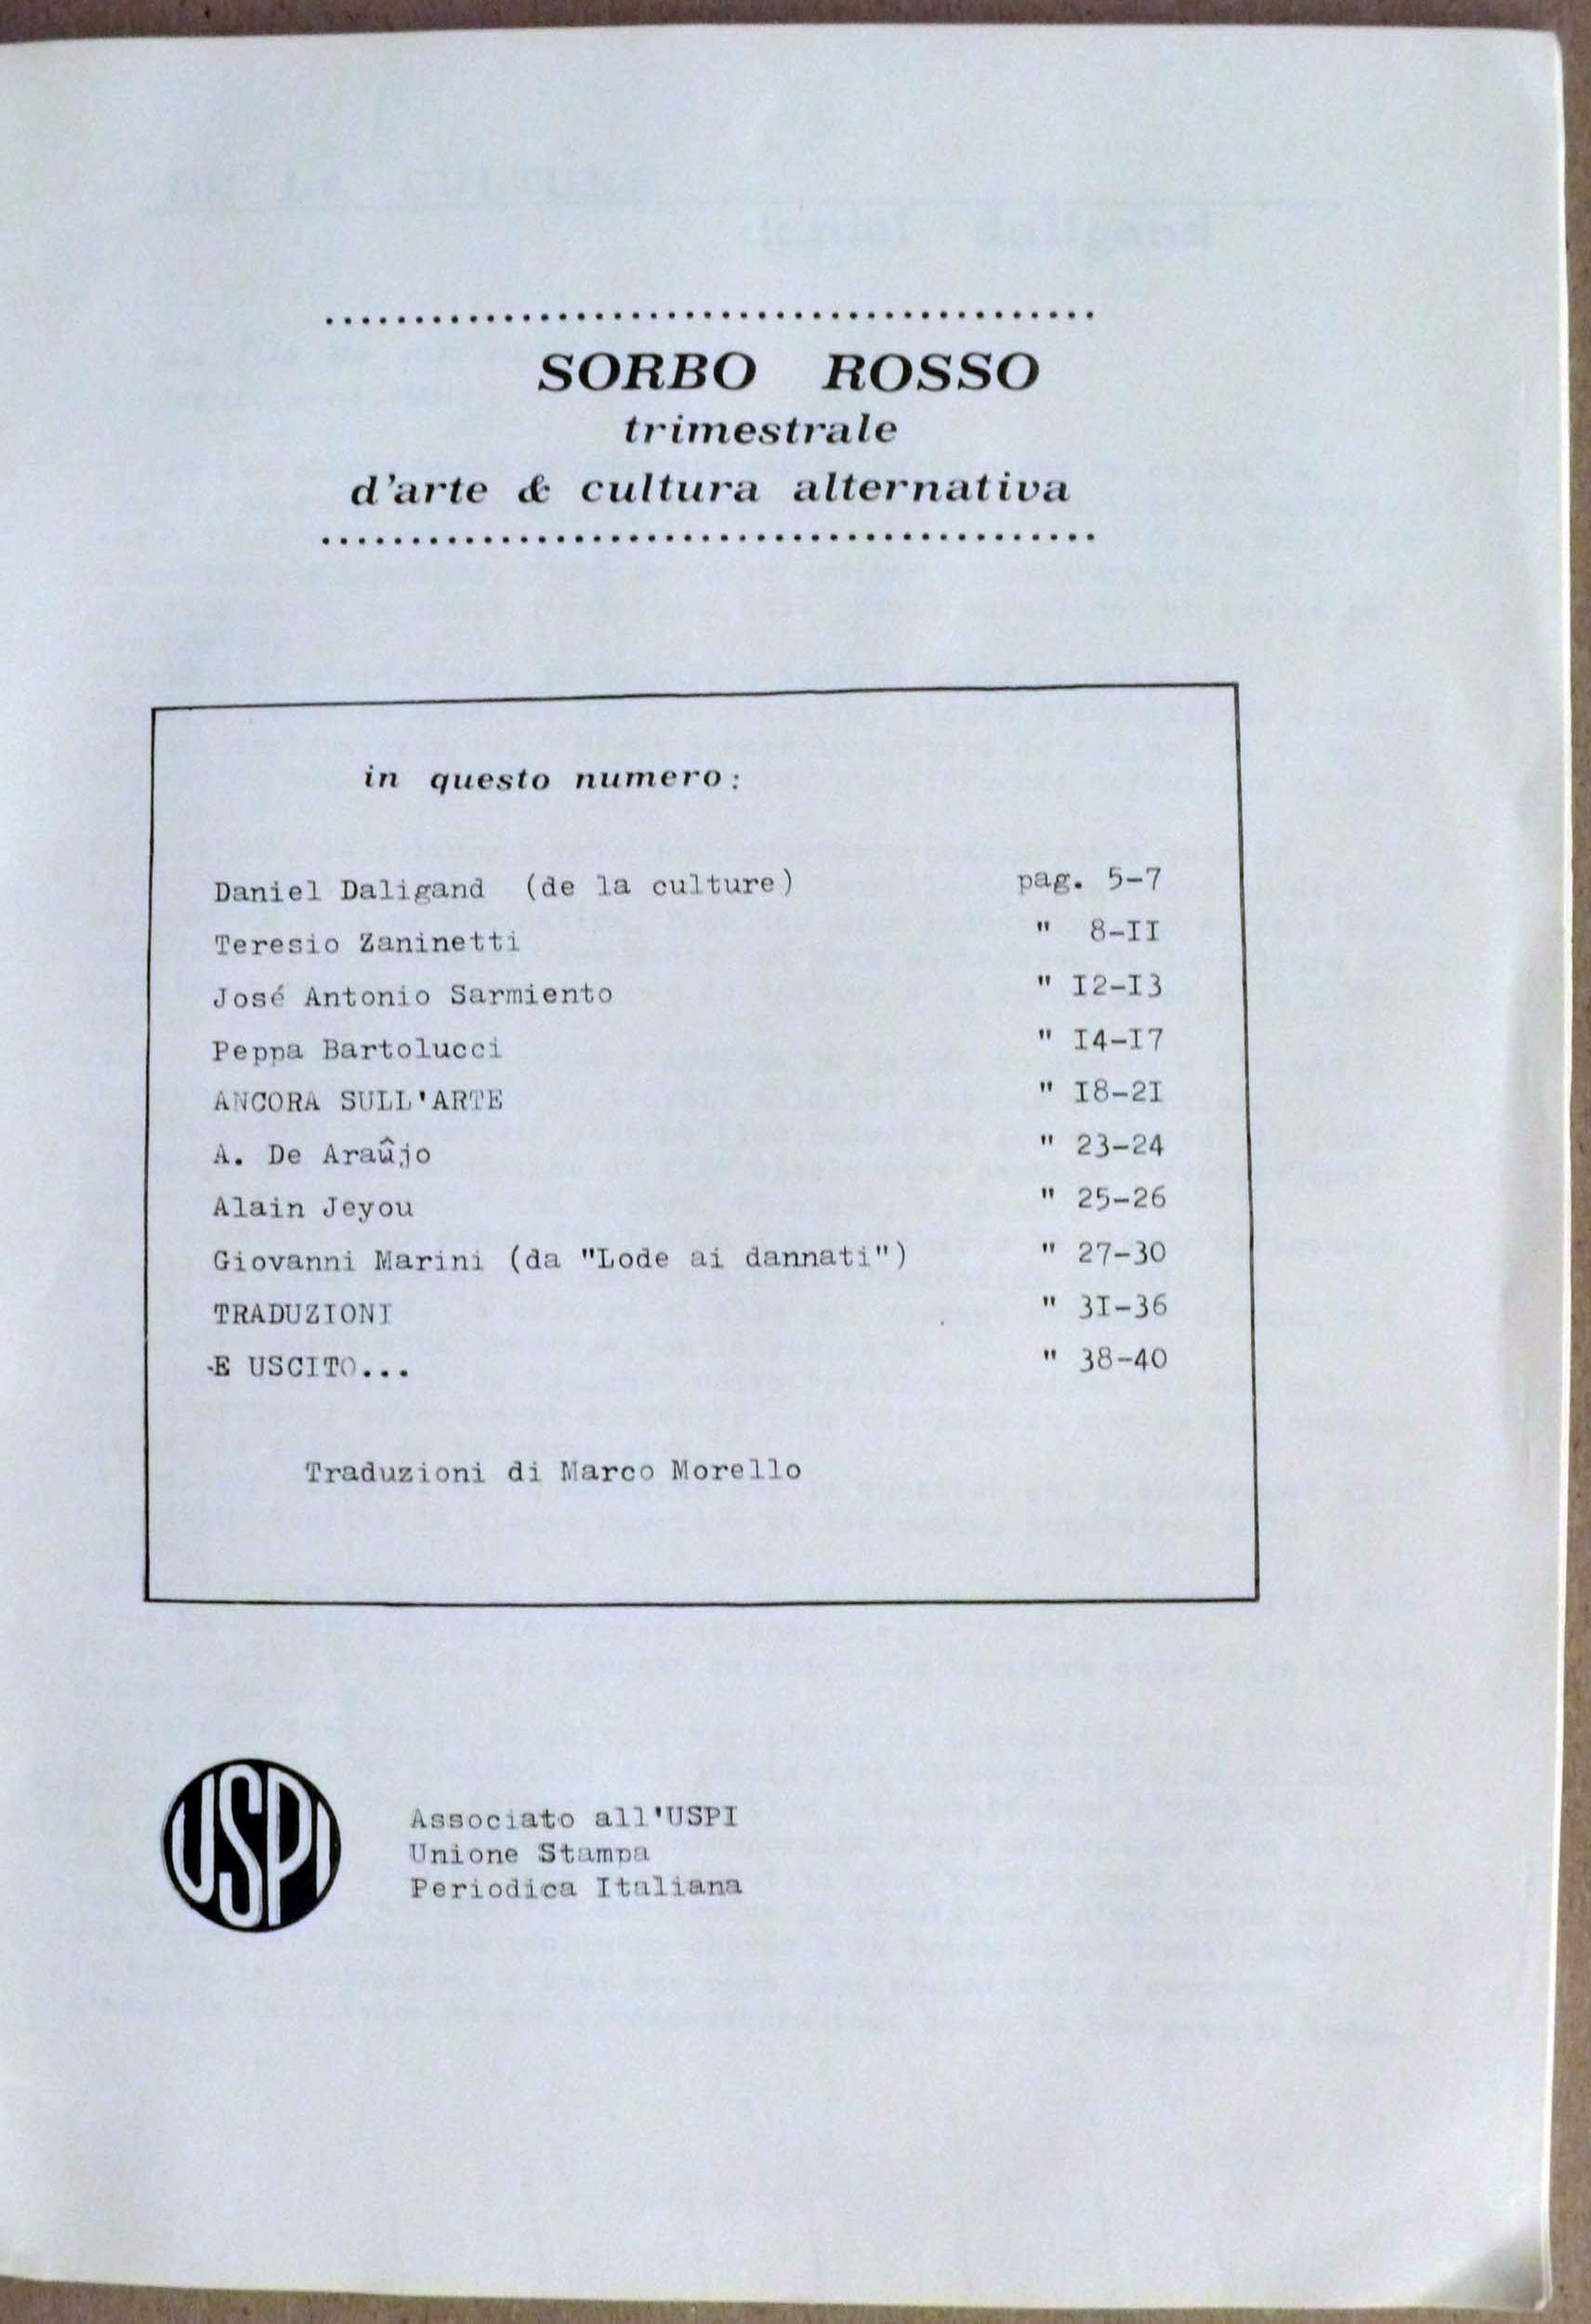 SORBO ROSSO
trimestrale
d'arte & cultura alternativa
in questo numero:
Daniel Daligand (de la culture) pag. 5-7
Teresio Zaninetti " 8-II
José Antonio Sarmiento " I2-I3
Peppa Bartolucci " I4-I7
ANCORA SULL'ARTE " I8-2I
A. De Araûjo " 23-24
Alain Jeyou " 25-26
Giovanni Marini (da "Lode ai dannati") " 27-30
TRADUZIONI " 3I-36
-E USCITO... " 38-40
Traduzioni di Marco Morello
USPI
Associato all'USPI
Unione Stampa
Periodica Italiana